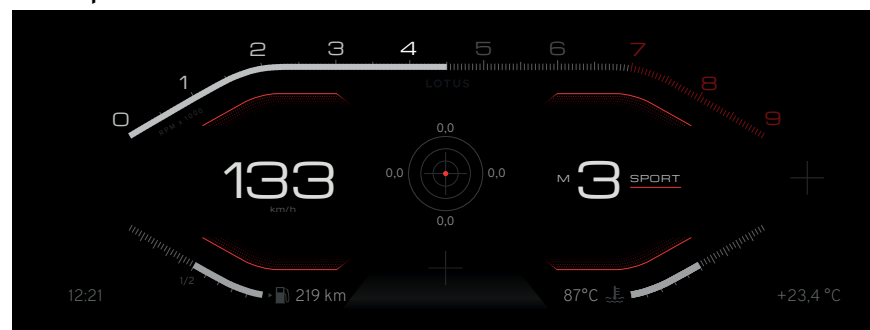 0 1 2 3 4 5 6 7 8 9
RPM x 1000
LOTUS
0,0
133
km/h
0,0 0,0
M 3 SPORT
0,0
1/2
12:21
219 km
87°C
+23,4 °C